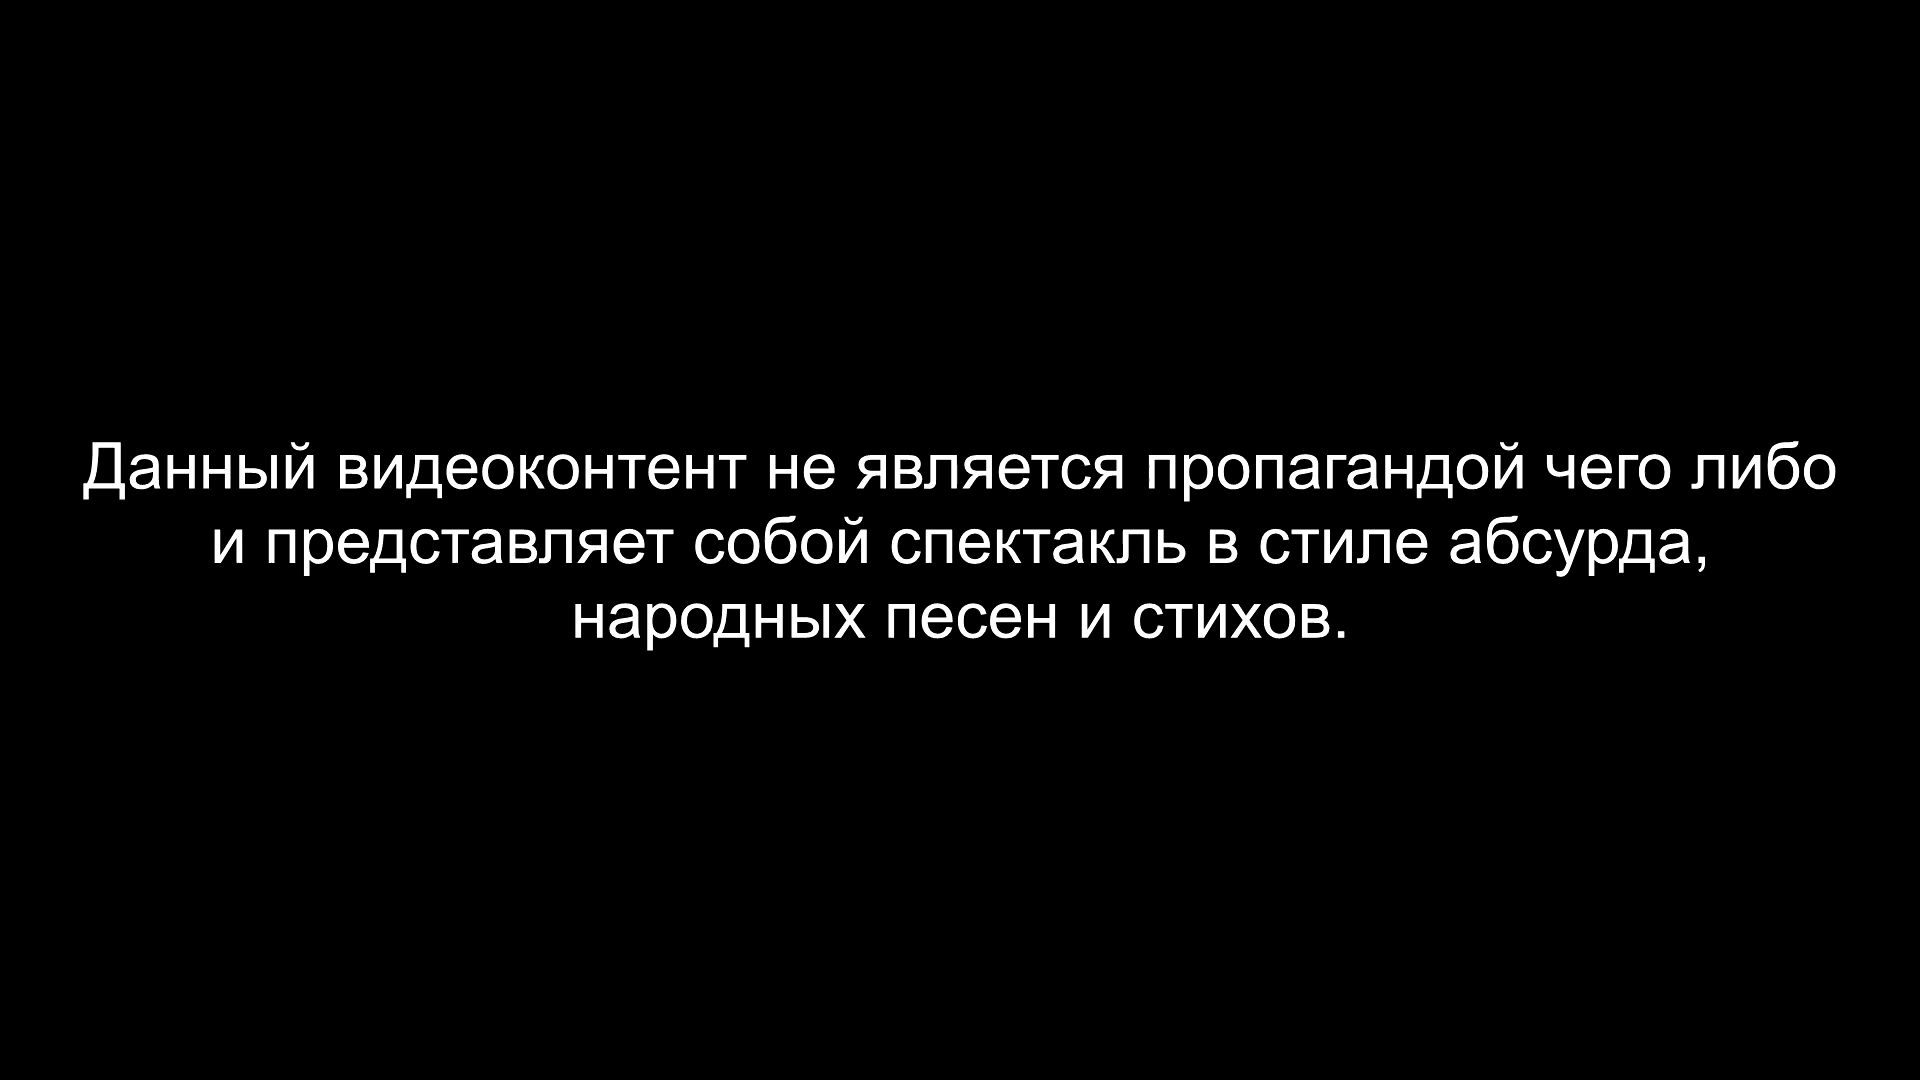 Данный видеоконтент не является пропагандой чего либо
и представляет собой спектакль в стиле абсурда,
народных песен и стихов.